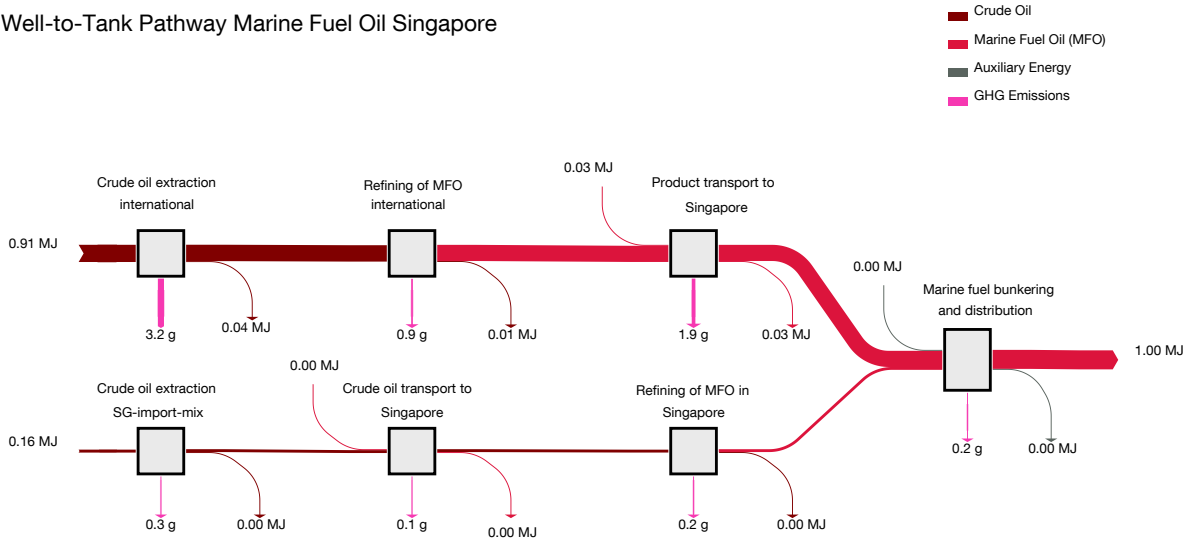 Well-to-Tank Pathway Marine Fuel Oil Singapore
Crude Oil
Marine Fuel Oil (MFO)
Auxiliary Energy
GHG Emissions
0.03 MJ
Crude oil extraction
international
Refining of MFO
international
Product transport to
Singapore
0.91 MJ
0.00 MJ
Marine fuel bunkering
and distribution
3.2 g
0.04 MJ
0.9 g
0.01 MJ
1.9 g
0.03 MJ
1.00 MJ
0.00 MJ
Crude oil extraction
SG-import-mix
Crude oil transport to
Singapore
Refining of MFO in
Singapore
0.16 MJ
0.2 g
0.00 MJ
0.3 g
0.00 MJ
0.1 g
0.00 MJ
0.2 g
0.00 MJ